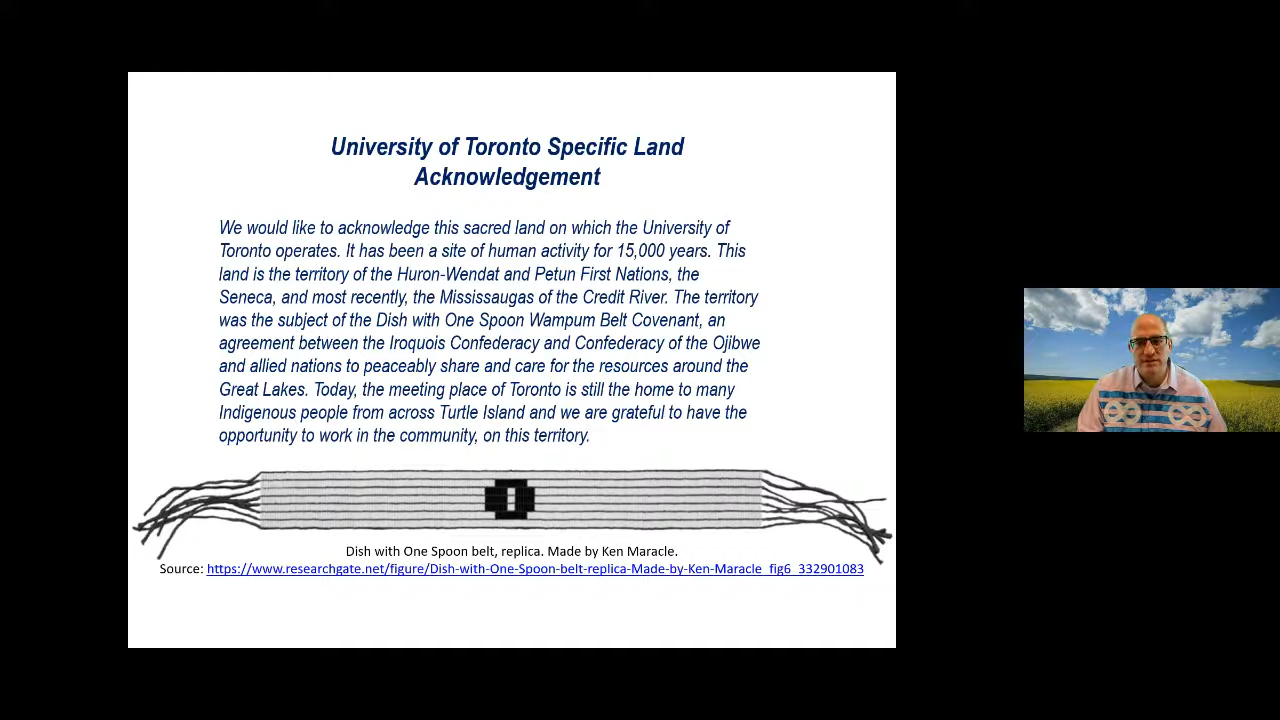 University of Toronto Specific Land
Acknowledgement
We would like to acknowledge this sacred land on which the University of
Toronto operates. It has been a site of human activity for 15,000 years. This
land is the territory of the Huron-Wendat and Petun First Nations, the
Seneca, and most recently, the Mississaugas of the Credit River. The territory
was the subject of the Dish with One Spoon Wampum Belt Covenant, an
agreement between the Iroquois Confederacy and Confederacy of the Ojibwe
and allied nations to peaceably share and care for the resources around the
Great Lakes. Today, the meeting place of Toronto is still the home to many
Indigenous people from across Turtle Island and we are grateful to have the
opportunity to work in the community, on this territory.
Dish with One Spoon belt, replica. Made by Ken Maracle.
Source: https://www.researchgate.net/figure/Dish-with-One-Spoon-belt-replica-Made-by-Ken-Maracle_fig6_332901083